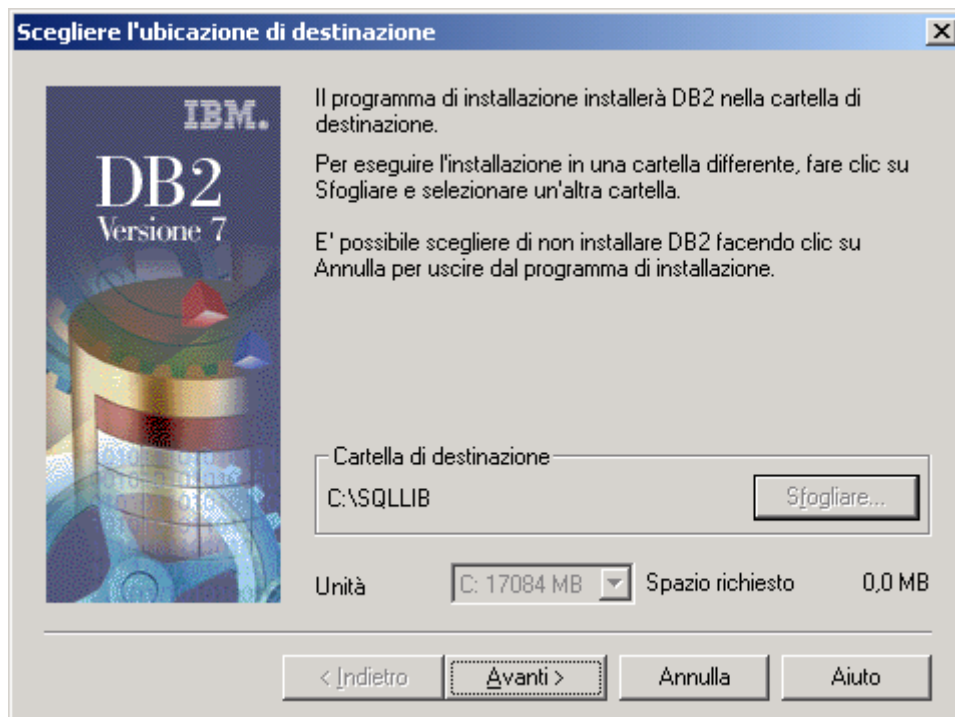 Scegliere l'ubicazione di destinazione
IBM.
DB2
Versione 7
Il programma di installazione installerà DB2 nella cartella di
destinazione.
Per eseguire l'installazione in una cartella differente, fare clic su
Sfogliare e selezionare un'altra cartella.
E' possibile scegliere di non installare DB2 facendo clic su
Annulla per uscire dal programma di installazione.
Cartella di destinazione
C:\SQLLIB
Sfogliare...
Unità
C: 17084 MB
Spazio richiesto
0,0 MB
< Indietro
Avanti >
Annulla
Aiuto